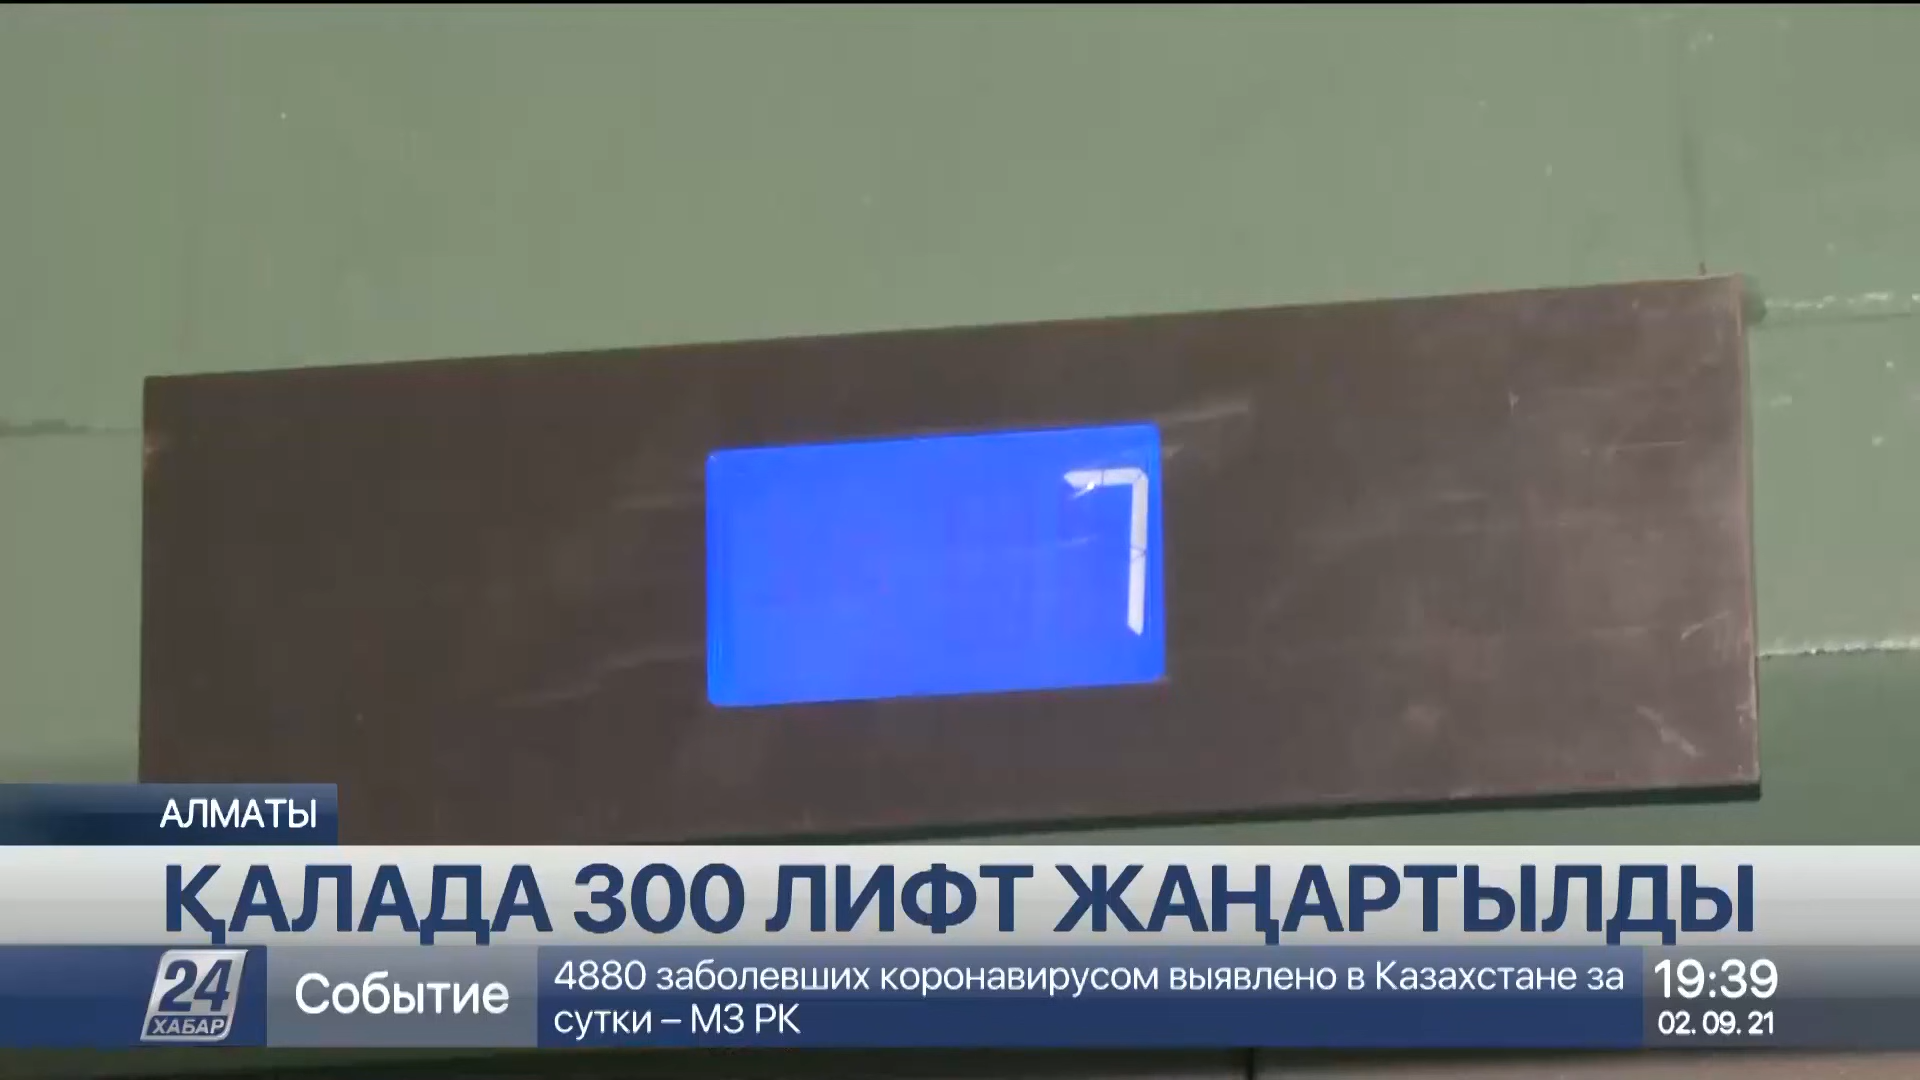 7
АЛМАТЫ
ҚАЛАДА 300 ЛИФТ ЖАҢАРТЫЛДЫ
24
ХАБАР
Событие
4880 заболевших коронавирусом выявлено в Казахстане за
сутки – МЗ РК
19:39
02. 09. 21